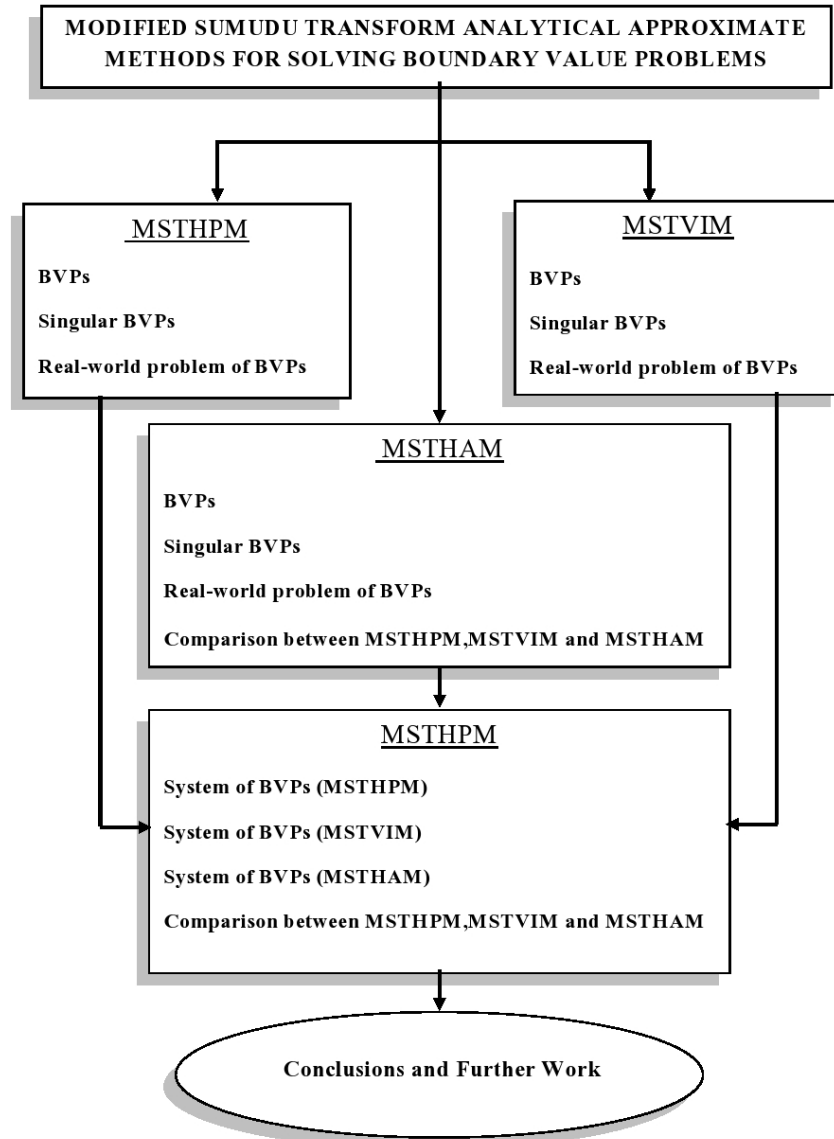 MODIFIED SUMUDU TRANSFORM ANALYTICAL APPROXIMATE
METHODS FOR SOLVING BOUNDARY VALUE PROBLEMS
MSTHPM
BVPs
Singular BVPs
Real-world problem of BVPs
MSTVIM
BVPs
Singular BVPs
Real-world problem of BVPs
MSTHAM
BVPs
Singular BVPs
Real-world problem of BVPs
Comparison between MSTHPM,MSTVIM and MSTHAM
MSTHPM
System of BVPs (MSTHPM)
System of BVPs (MSTVIM)
System of BVPs (MSTHAM)
Comparison between MSTHPM,MSTVIM and MSTHAM
Conclusions and Further Work